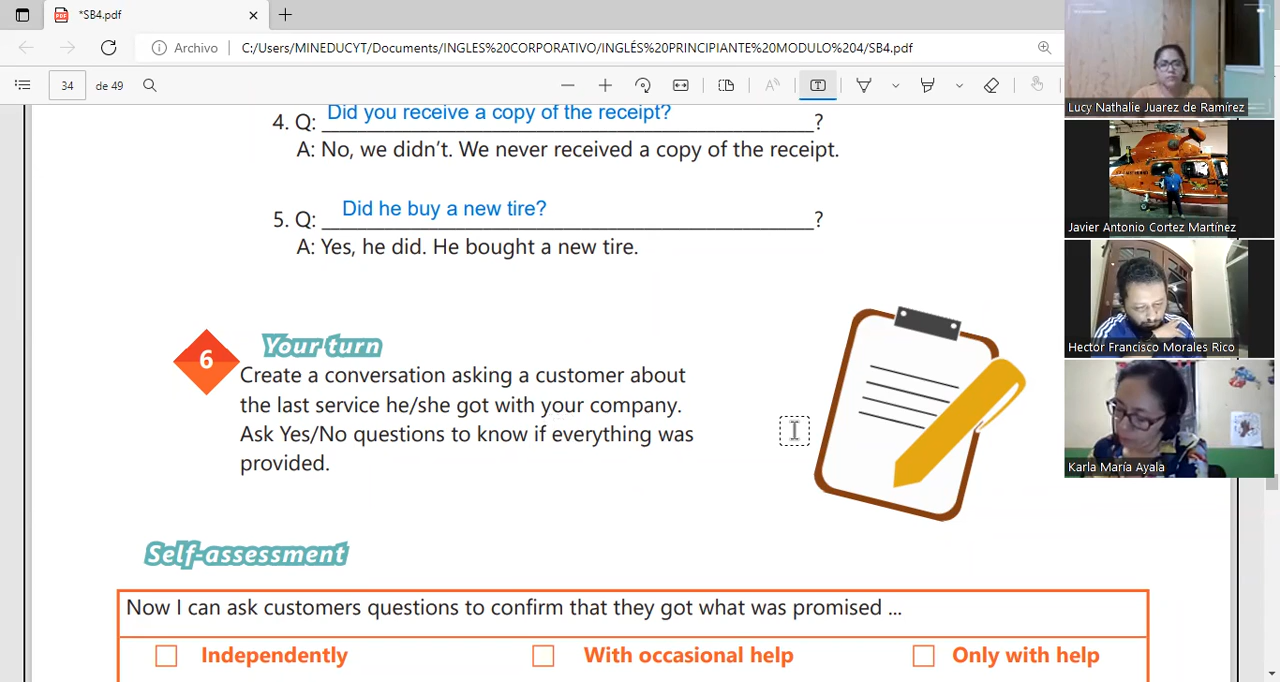 *SB4.pdf
Archivo
C:/Users/MINEDUCYT/Documents/INGLES%20CORPORATIVO/INGLÉS%20PRINCIPIANTE%20MODULO%204/SB4.pdf
34 de 49
Did you receive a copy of the receipt?
4. Q: ?
A: No, we didn't. We never received a copy of the receipt.
Did he buy a new tire?
5. Q: ?
A: Yes, he did. He bought a new tire.
6
Your turn
Create a conversation asking a customer about
the last service he/she got with your company.
Ask Yes/No questions to know if everything was
provided.
Self-assessment
Now I can ask customers questions to confirm that they got what was promised ...
Independently
With occasional help
Only with help
Lucy Nathalie Juarez de Ramírez
Javier Antonio Cortez Martínez
Hector Francisco Morales Rico
Karla María Ayala